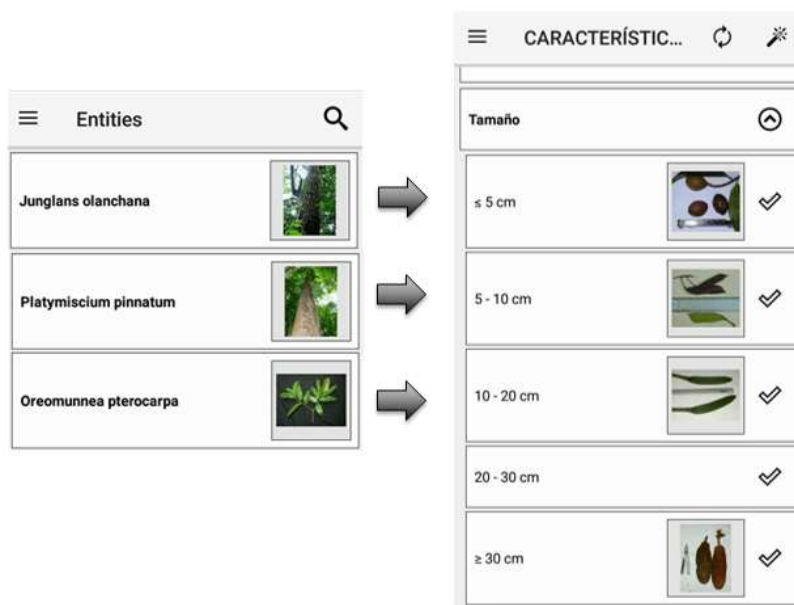 Entities
Junglans olanchana
Platymiscium pinnatum
Oreomunnea pterocarpa
CARACTERÍSTIC...
Tamaño
≤ 5 cm
5 - 10 cm
10 - 20 cm
20 - 30 cm
≥ 30 cm